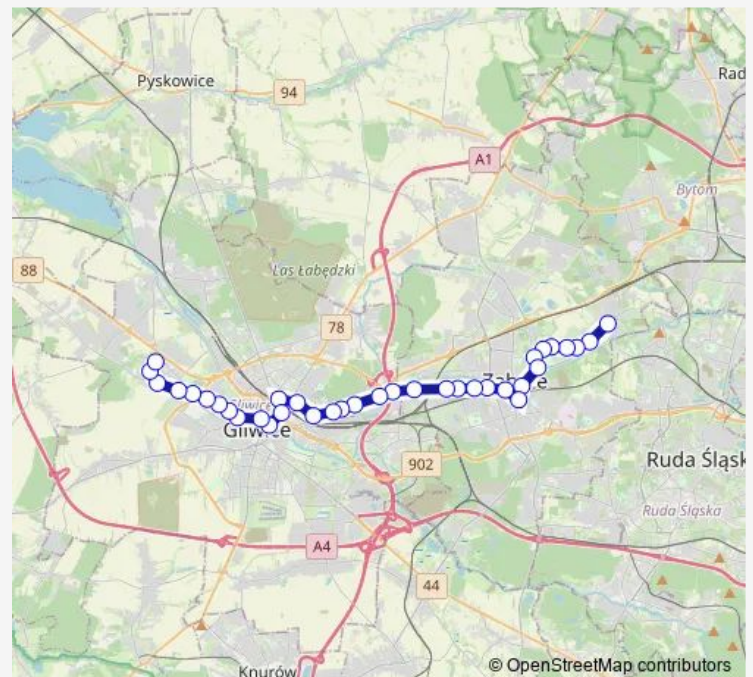 Pyskowice
94
Rad
A1
Bytom
88
Las Łabędzki
78
Gliwice
Gliwice
902
Ruda Śląsk
Ruda Śląska
A4
44
Knurów
© OpenStreetMap contributors